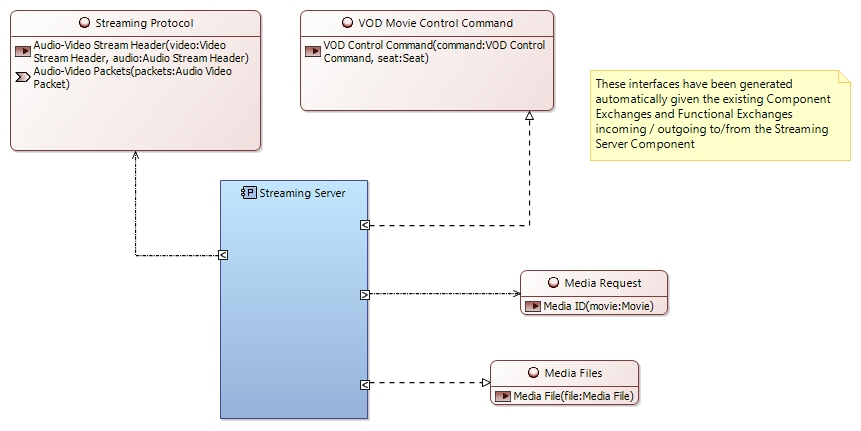 Streaming Protocol
Audio-Video Stream Header(video:Video
Stream Header, audio:Audio Stream Header)
Audio-Video Packets(packets:Audio Video
Packet)
VOD Movie Control Command
VOD Control Command(command:VOD Control
Command, seat:Seat)
These interfaces have been generated
automatically given the existing Component
Exchanges and Functional Exchanges
incoming / outgoing to/from the Streaming
Server Component
P Streaming Server
Media Request
Media ID(movie:Movie)
Media Files
Media File(file:Media File)